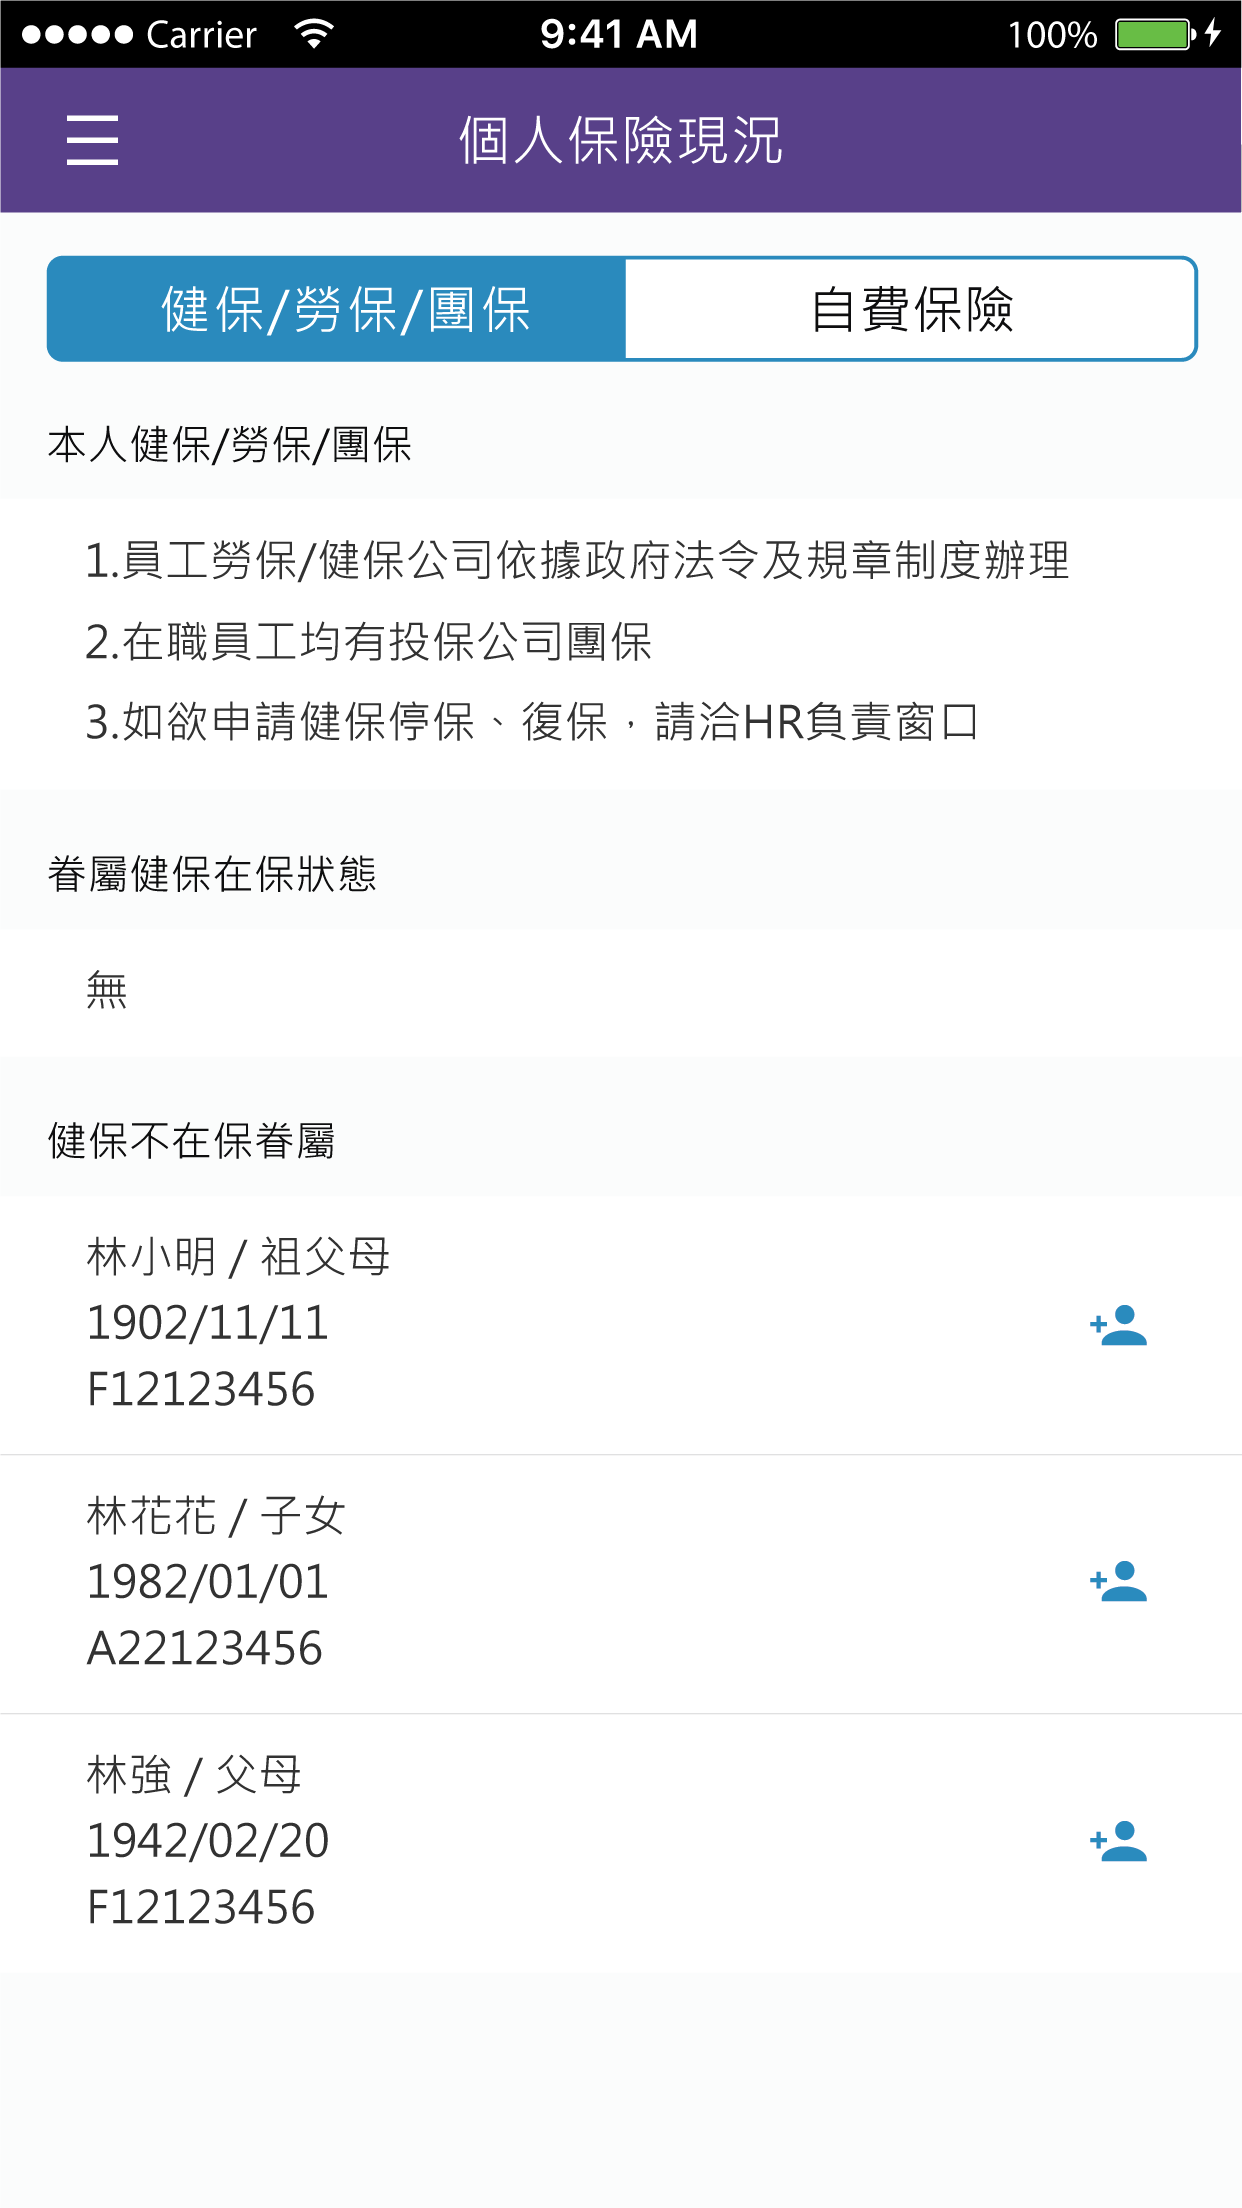 Carrier 9:41 AM 100%
個人保險現況
健保/勞保/團保 自費保險
本人健保/勞保/團保
1.員工勞保/健保公司依據政府法令及規章制度辦理
2.在職員工均有投保公司團保
3.如欲申請健保停保、復保，請洽HR負責窗口
眷屬健保在保狀態
無
健保不在保眷屬
林小明 / 祖父母
1902/11/11
F12123456
林花花 / 子女
1982/01/01
A22123456
林強 / 父母
1942/02/20
F12123456